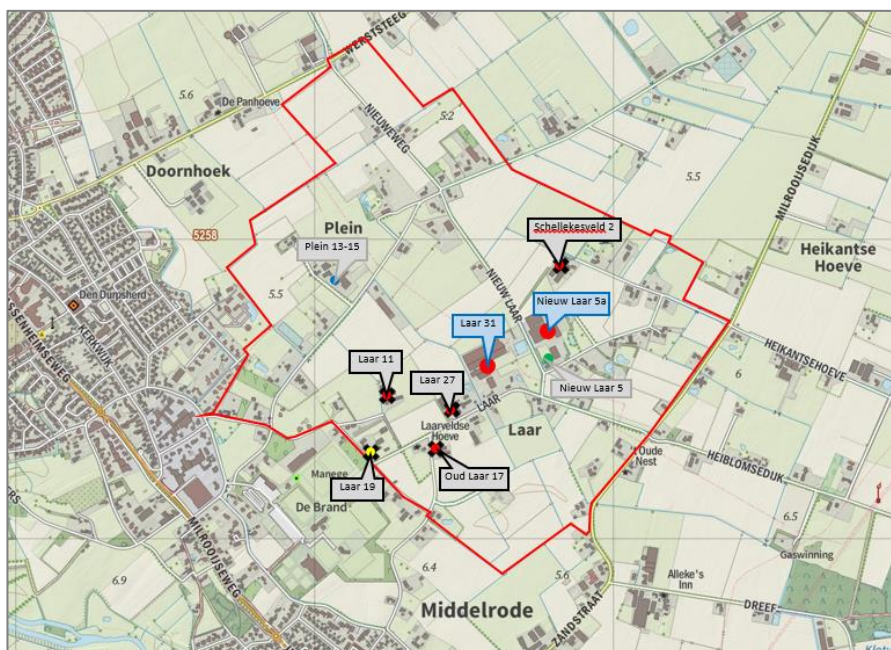 WERSTSTEEG
5.6
De Panhoeve
NIEUWEWEG
5.2
MILROOIJSEDIJK
Doornhoek
5.5
Plein
Schellekesveld 2
5258
Plein 13-15
Heikantse
Hoeve
NIEUW LAAR
Nieuw Laar 5a
5.5
Den Durpsherd
KERKWIJK
Laar 31
HEIKANTSEHOEVE
Laar 11
Laar 27
Nieuw Laar 5
6
LAAR
Laarveldse
Hoeve
Laar
't Oude
Nest
HEIBLOMSEDIJK
Manege
Laar 19
Oud Laar 17
De Brand
6.5
MILROOIJSEWEG
Gaswinning
6.4
5.6
Alleke's
Inn
6.9
Middelrode
ZANDSTRAAT
DREEF